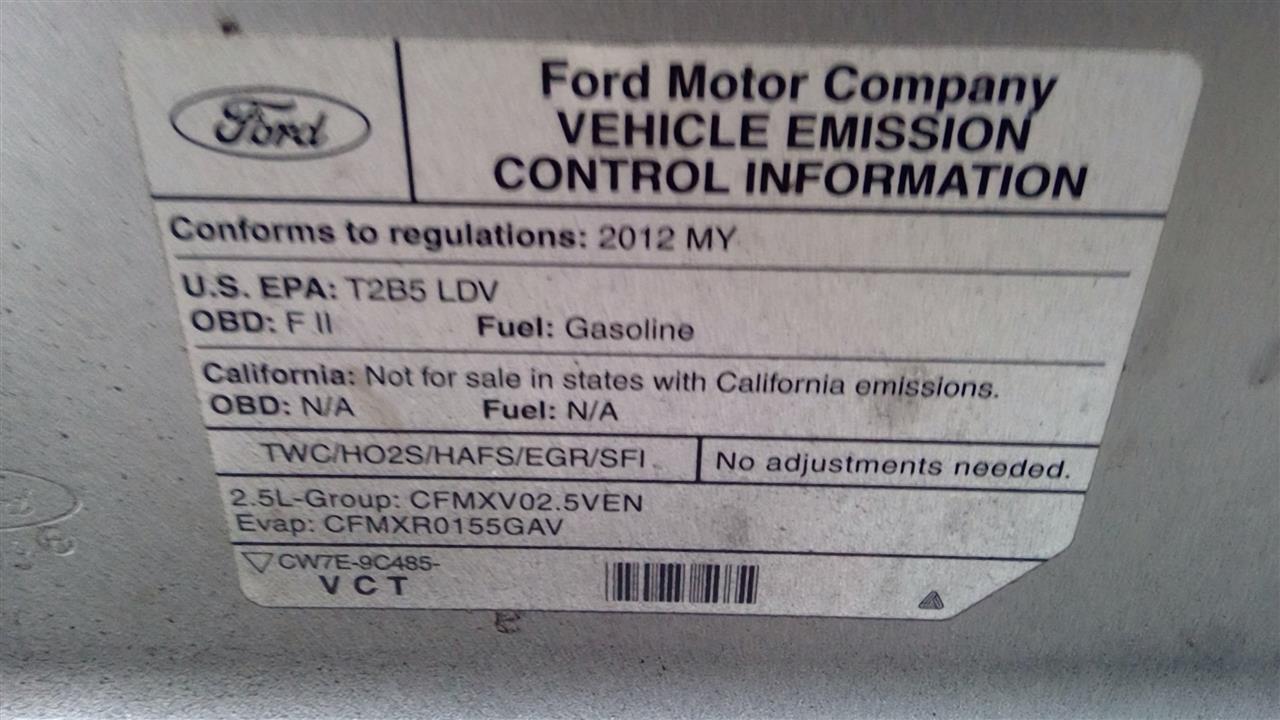 Ford
Ford Motor Company
VEHICLE EMISSION
CONTROL INFORMATION
Conforms to regulations: 2012 MY
U.S. EPA: T2B5 LDV
OBD: F II Fuel: Gasoline
California: Not for sale in states with California emissions.
OBD: N/A Fuel: N/A
TWC/HO2S/HAFS/EGR/SFI No adjustments needed.
2.5L-Group: CFMXV02.5VEN
Evap: CFMXR0155GAV
CW7E-9C485-
V C T